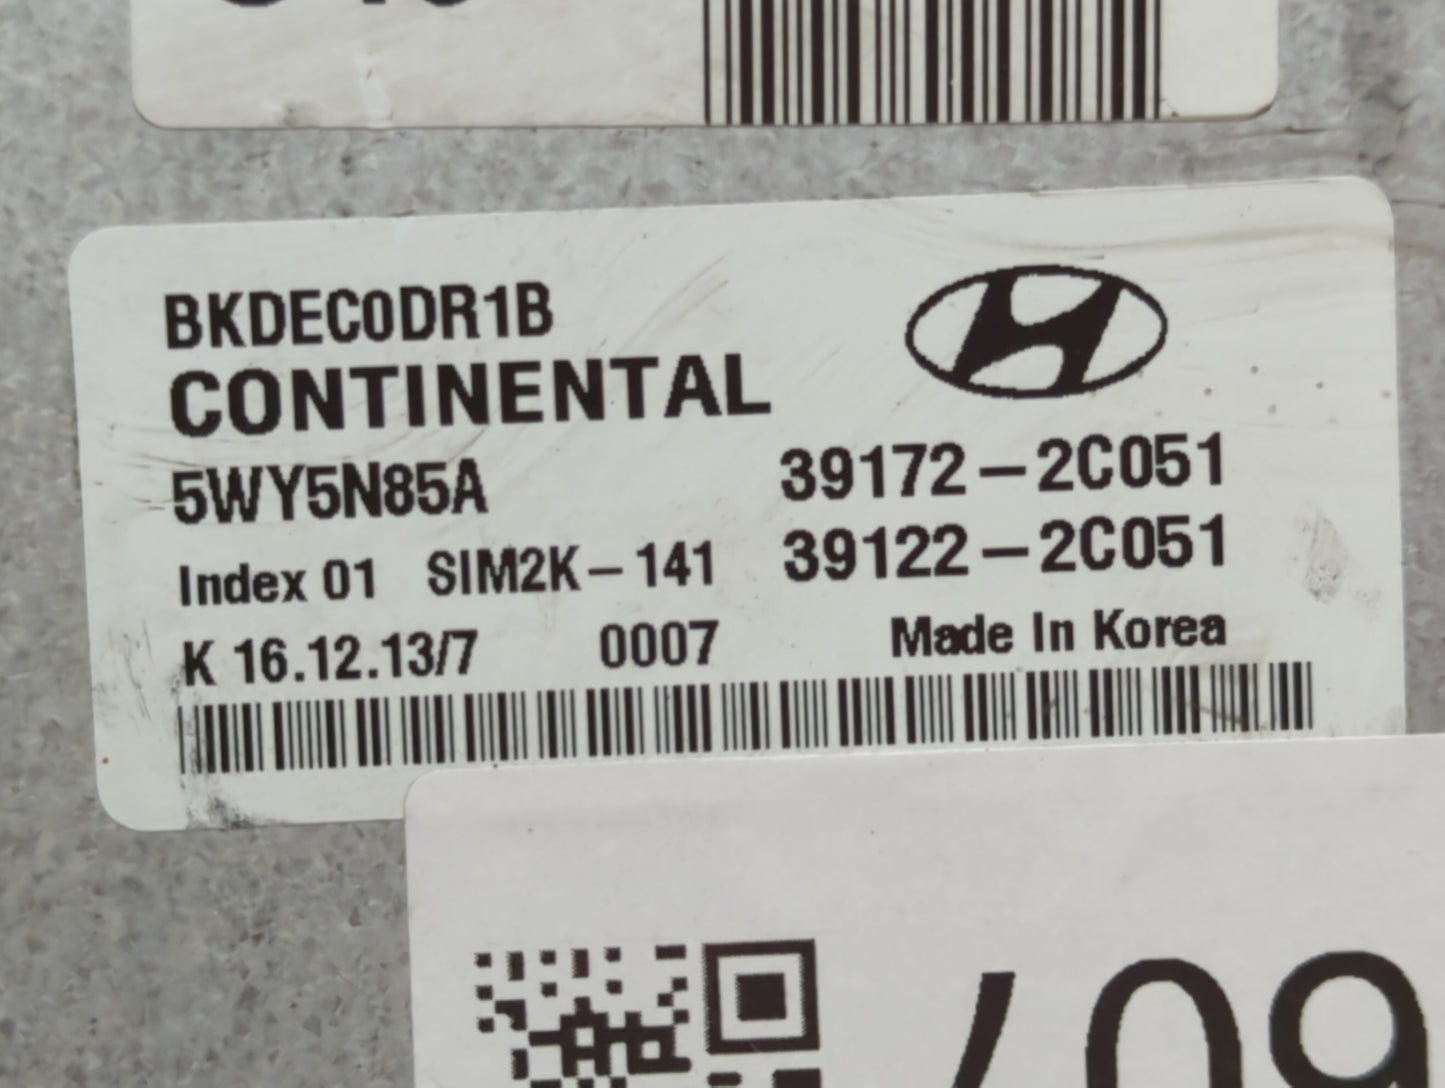 BKDEC0DR1B
CONTINENTAL
5WY5N85A 39172-2C051
Index 01 SIM2K-141 39122-2C051
K 16.12.13/7 0007 Made In Korea